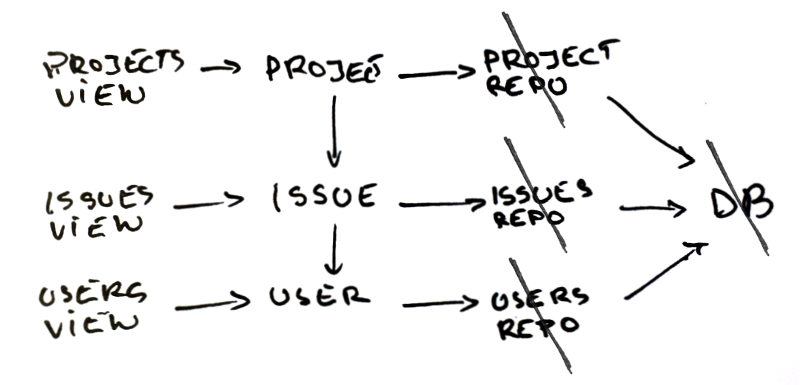 PROJECTS
VIEW
PROJECT
PROJECT
REPO
ISSUES
VIEW
ISSUE
ISSUES
REPO
DB
USERS
VIEW
USER
USERS
REPO